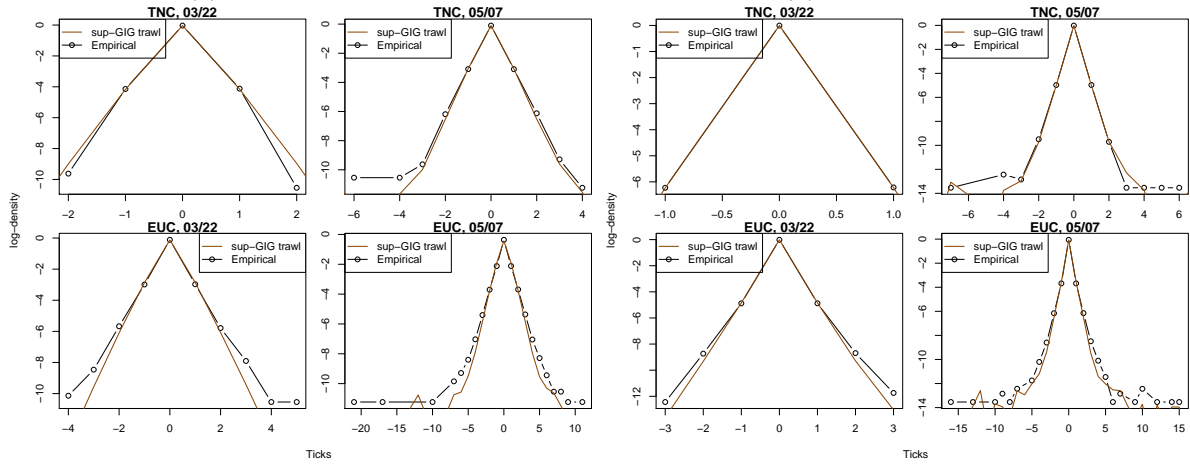 TNC, 03/22
sup−GIG trawl
Empirical
0
−2
−4
−6
−8
−10
−2 −1 0 1 2
TNC, 05/07
sup−GIG trawl
Empirical
0
−2
−4
−6
−8
−10
−6 −4 −2 0 2 4
TNC, 03/22
sup−GIG trawl
Empirical
0
−1
−2
−3
−4
−5
−6
−1.0 −0.5 0.0 0.5 1.0
TNC, 05/07
sup−GIG trawl
Empirical
0
−2
−6
−10
−14
−6 −4 −2 0 2 4 6
log−density
EUC, 03/22
sup−GIG trawl
Empirical
0
−2
−4
−6
−8
−10
−4 −2 0 2 4
EUC, 05/07
sup−GIG trawl
Empirical
0
−2
−4
−6
−8
−10
−20 −15 −10 −5 0 5 10
log−density
EUC, 03/22
sup−GIG trawl
Empirical
0
−2
−4
−6
−8
−12
−3 −2 −1 0 1 2 3
EUC, 05/07
sup−GIG trawl
Empirical
0
−2
−6
−10
−14
−15 −10 −5 0 5 10 15
Ticks
Ticks